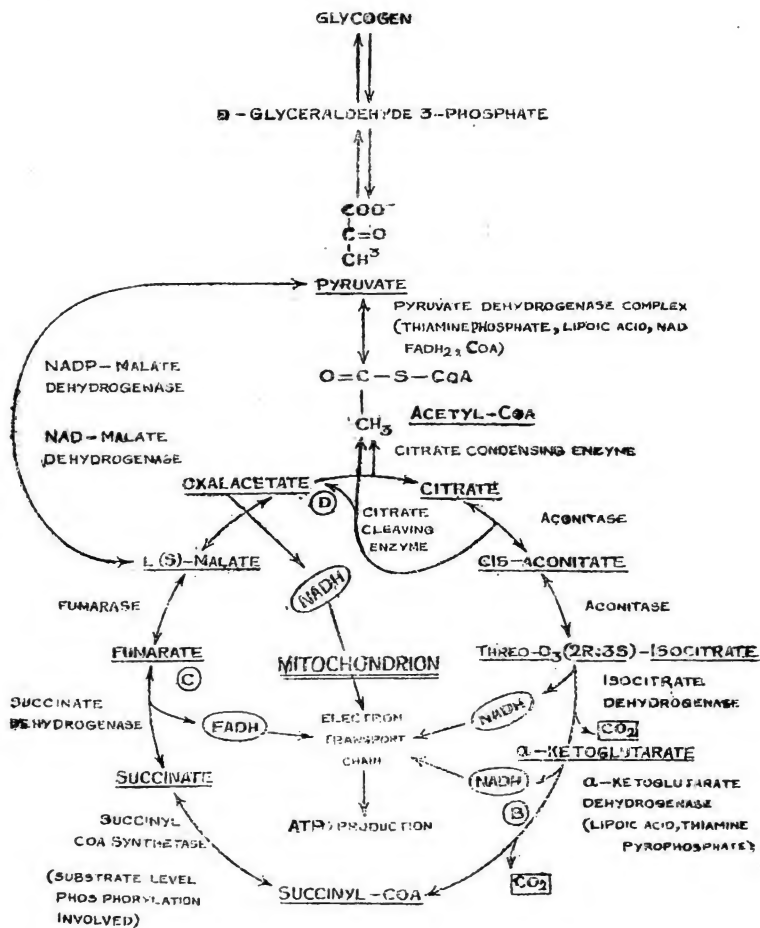 GLYCOGEN
D-GLYCERALDEHYDE 3-PHOSPHATE
COO⁻
C=O
CH³
PYRUVATE
PYRUVATE DEHYDROGENASE COMPLEX
(THIAMINE PHOSPHATE, LIPOIC ACID, NAD
FADH₂, COA)
O=C-S-COA
CH₃
ACETYL-COA
NADP-MALATE
DEHYDROGENASE
NAD-MALATE
DEHYDROGENASE
CITRATE CONDENSING ENZYME
OXALACETATE
D
CITRATE
CITRATE
CLEAVING
ENZYME
ACONITASE
L(S)-MALATE
CIS-ACONITATE
NADH
FUMARASE
ACONITASE
FUMARATE
C
MITOCHONDRION
THREO-D₃(2R:3S)-ISOCITRATE
ISOCITRATE
DEHYDROGENASE
SUCCINATE
DEHYDROGENASE
FADH
ELECTRON
TRANSPORT
CHAIN
NADH
CO₂
α-KETOGLUTARATE
NADH
B
α-KETOGLUTARATE
DEHYDROGENASE
(LIPOIC ACID, THIAMINE
PYROPHOSPHATE)
SUCCINATE
ATP PRODUCTION
SUCCINYL
COA SYNTHETASE
(SUBSTRATE LEVEL
PHOSPHORYLATION
INVOLVED)
SUCCINYL-COA
CO₂